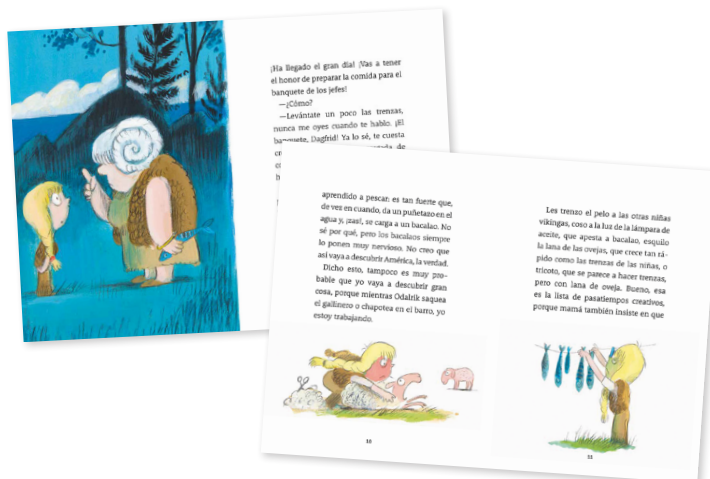 ¡Ha llegado el gran día! ¡Vas a tener
el honor de preparar la comida para el
banquete de los jefes!
—¿Cómo?
—Levántate un poco las trenzas,
nunca me oyes cuando te hablo. ¡El
banquete, Dagfrid! Ya lo sé, te cuesta
de
aprendido a pescar: es tan fuerte que,
de vez en cuando, da un puñetazo en el
agua y, ¡zas!, se carga a un bacalao. No
sé por qué, pero los bacalaos siempre
lo ponen muy nervioso. No creo que
así vaya a descubrir América, la verdad.
Dicho esto, tampoco es muy pro-
bable que yo vaya a descubrir gran
cosa, porque mientras Odalrik saquea
el gallinero o chapotea en el barro, yo
estoy trabajando.
10
Les trenzo el pelo a las otras niñas
vikingas, coso a la luz de la lámpara de
aceite, que apesta a bacalao, esquilo
la lana de las ovejas, que crece tan rá-
pido como las trenzas de las niñas, o
tricoto, que se parece a hacer trenzas,
pero con lana de oveja. Bueno, esa
es la lista de pasatiempos creativos,
porque mamá también insiste en que
11